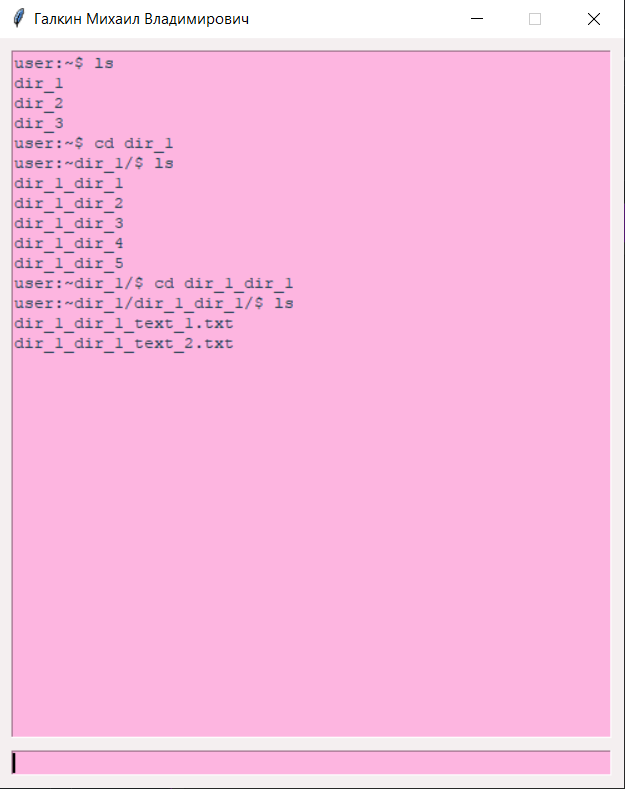 Галкин Михаил Владимирович
user:~$ ls
dir_1
dir_2
dir_3
user:~$ cd dir_1
user:~dir_1/$ ls
dir_1_dir_1
dir_1_dir_2
dir_1_dir_3
dir_1_dir_4
dir_1_dir_5
user:~dir_1/$ cd dir_1_dir_1
user:~dir_1/dir_1_dir_1/$ ls
dir_1_dir_1_text_1.txt
dir_1_dir_1_text_2.txt